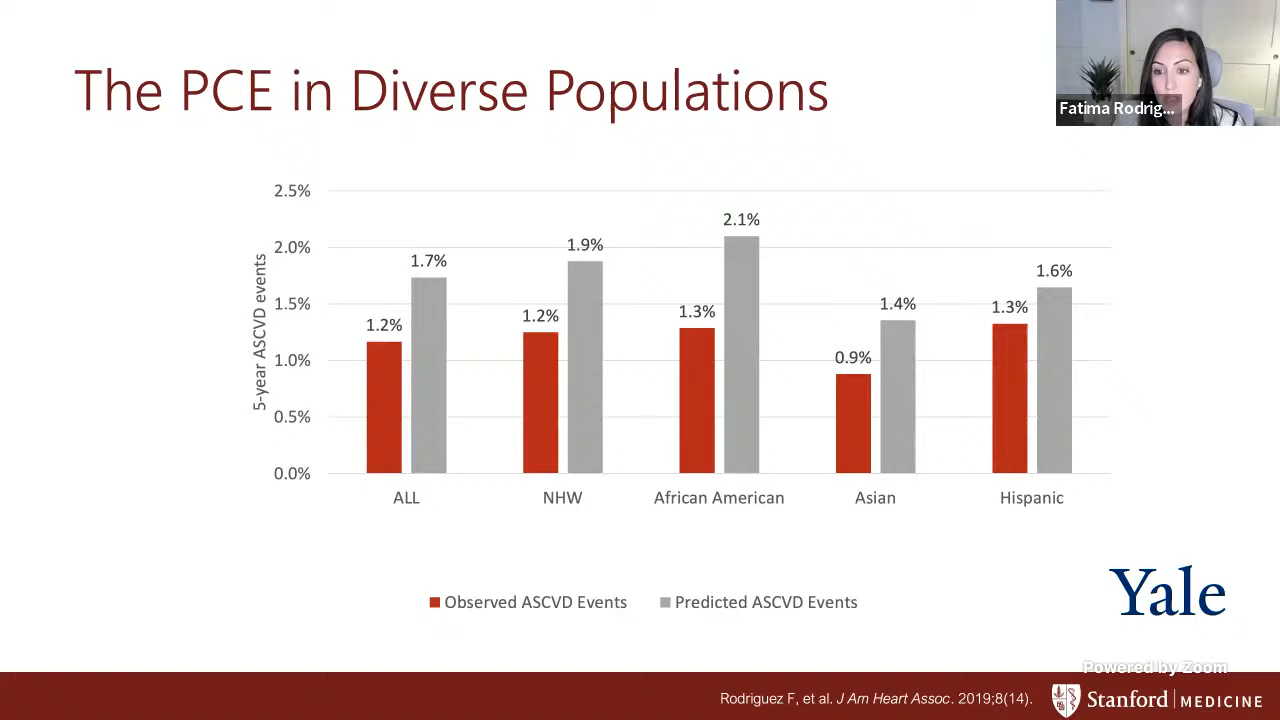 The PCE in Diverse Populations
Fatima Rodrig...
5-year ASCVD events
2.5%
2.0%
1.5%
1.0%
0.5%
0.0%
1.2%
1.7%
1.2%
1.9%
1.3%
2.1%
0.9%
1.4%
1.3%
1.6%
ALL
NHW
African American
Asian
Hispanic
Observed ASCVD Events
Predicted ASCVD Events
Yale
Powered by Zoom
Rodriguez F, et al. J Am Heart Assoc. 2019;8(14).
Stanford MEDICINE